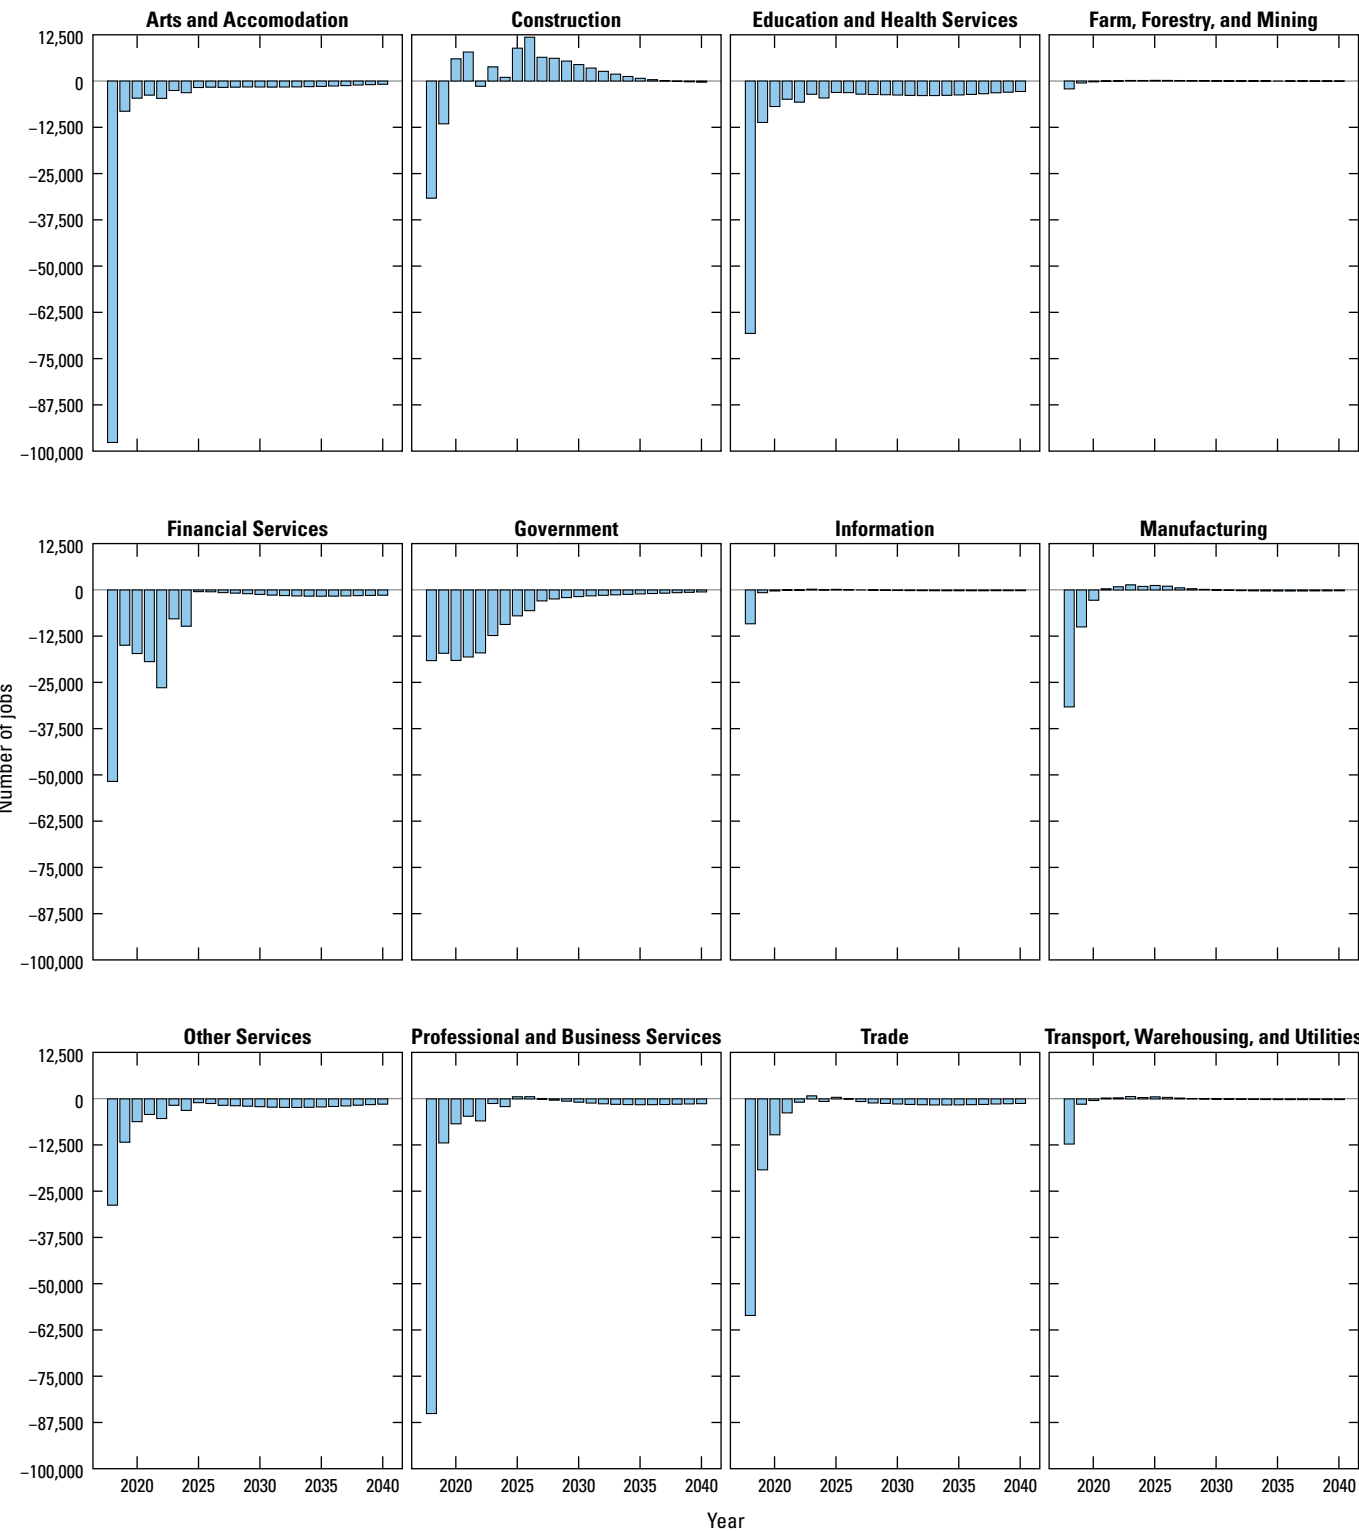 Arts and Accomodation
Construction
Education and Health Services
Farm, Forestry, and Mining
12,500
0
−12,500
−25,000
−37,500
−50,000
−62,500
−75,000
−87,500
−100,000
Financial Services
Government
Information
Manufacturing
12,500
0
−12,500
−25,000
−37,500
−50,000
−62,500
−75,000
−87,500
−100,000
Number of jobs
Other Services
Professional and Business Services
Trade
Transport, Warehousing, and Utilities
12,500
0
−12,500
−25,000
−37,500
−50,000
−62,500
−75,000
−87,500
−100,000
2020 2025 2030 2035 2040
2020 2025 2030 2035 2040
2020 2025 2030 2035 2040
2020 2025 2030 2035 2040
Year